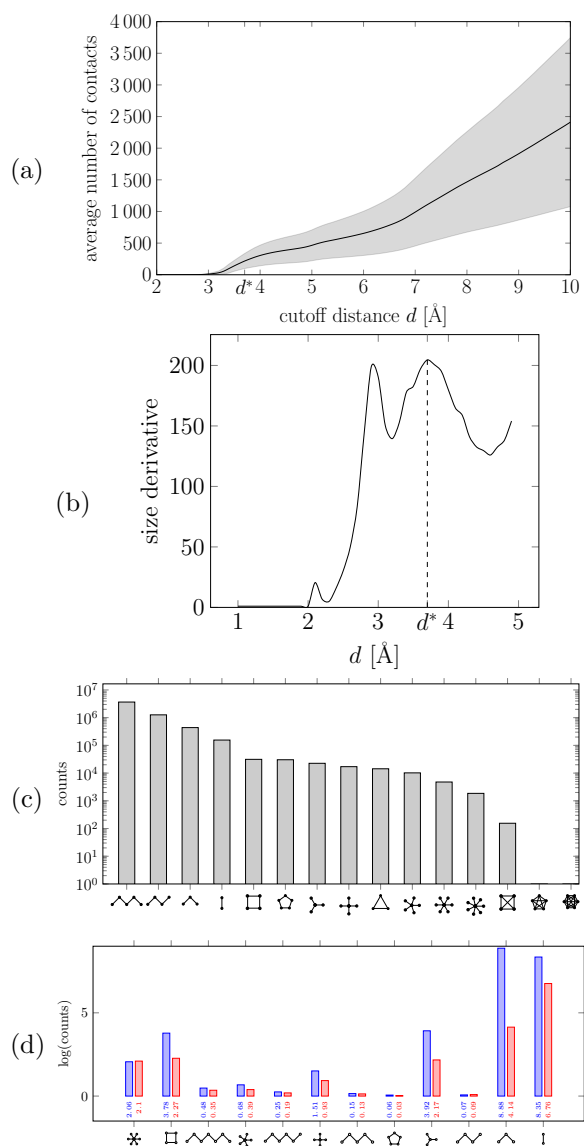 (a)
average number of contacts
4 000
3 500
3 000
2 500
2 000
1 500
1 000
500
0
2 3 d* 4 5 6 7 8 9 10
cutoff distance d [Å]
(b)
size derivative
200
150
100
50
0
1 2 3 d* 4 5
d [Å]
(c)
counts
10^7
10^6
10^5
10^4
10^3
10^2
10^1
10^0
(d)
log(counts)
5
0
2.06 2.1 3.78 2.27 0.48 0.35 0.68 0.39 0.25 0.19 1.51 0.93 0.15 0.13 0.06 0.03 3.92 2.17 0.07 0.09 8.88 4.14 8.35 6.76